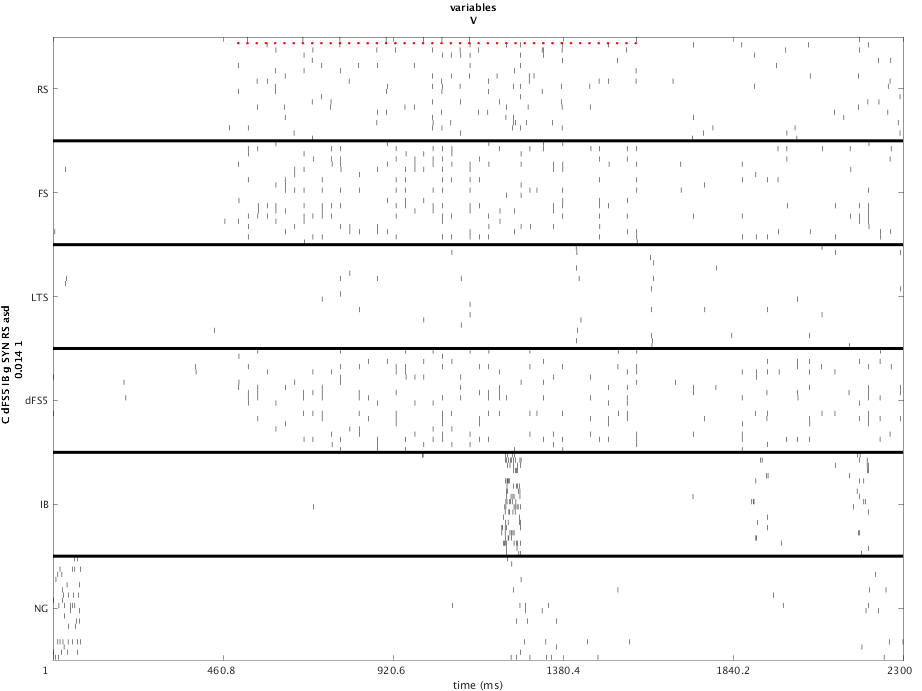 variables
V
RS
FS
LTS
dFS5
IB
NG
C dFS5 IB g SYN RS asd
0.014 1
1
460.8
920.6
1380.4
1840.2
2300
time (ms)